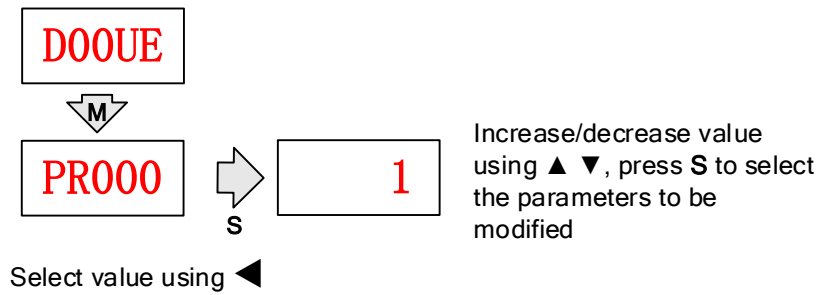 D00UE
M
PR000
S
1
Increase/decrease value
using ▲ ▼, press S to select
the parameters to be
modified
Select value using ◀